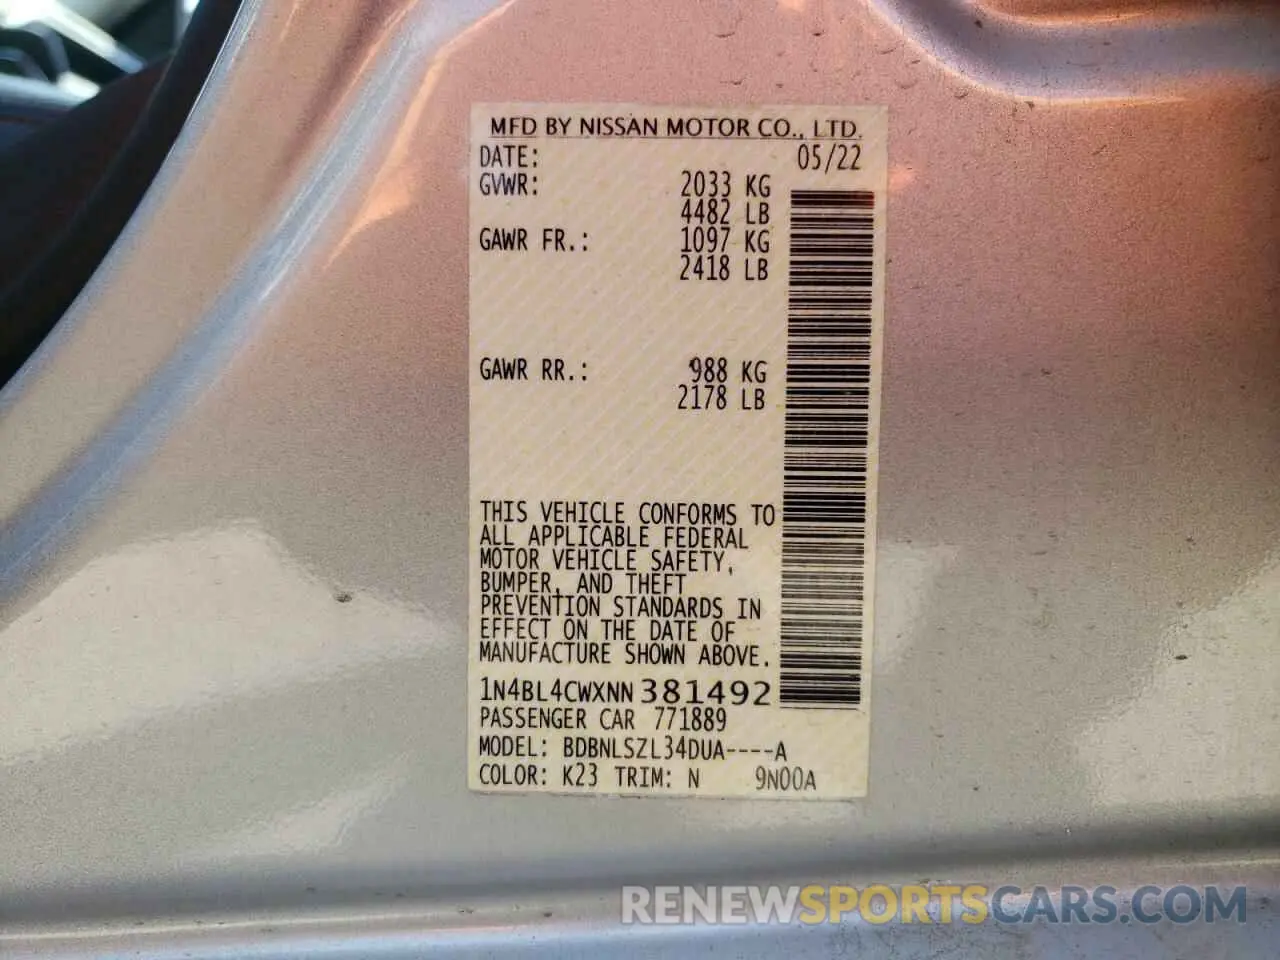 MFD BY NISSAN MOTOR CO., LTD.
DATE: 05/22
GVWR: 2033 KG
4482 LB
GAWR FR.: 1097 KG
2418 LB
GAWR RR.: 988 KG
2178 LB
THIS VEHICLE CONFORMS TO
ALL APPLICABLE FEDERAL
MOTOR VEHICLE SAFETY,
BUMPER, AND THEFT
PREVENTION STANDARDS IN
EFFECT ON THE DATE OF
MANUFACTURE SHOWN ABOVE.
1N4BL4CWXNN381492
PASSENGER CAR 771889
MODEL: BDBNLSZL34DUA----A
COLOR: K23 TRIM: N 9N00A
RENEWSPORTSCARS.COM